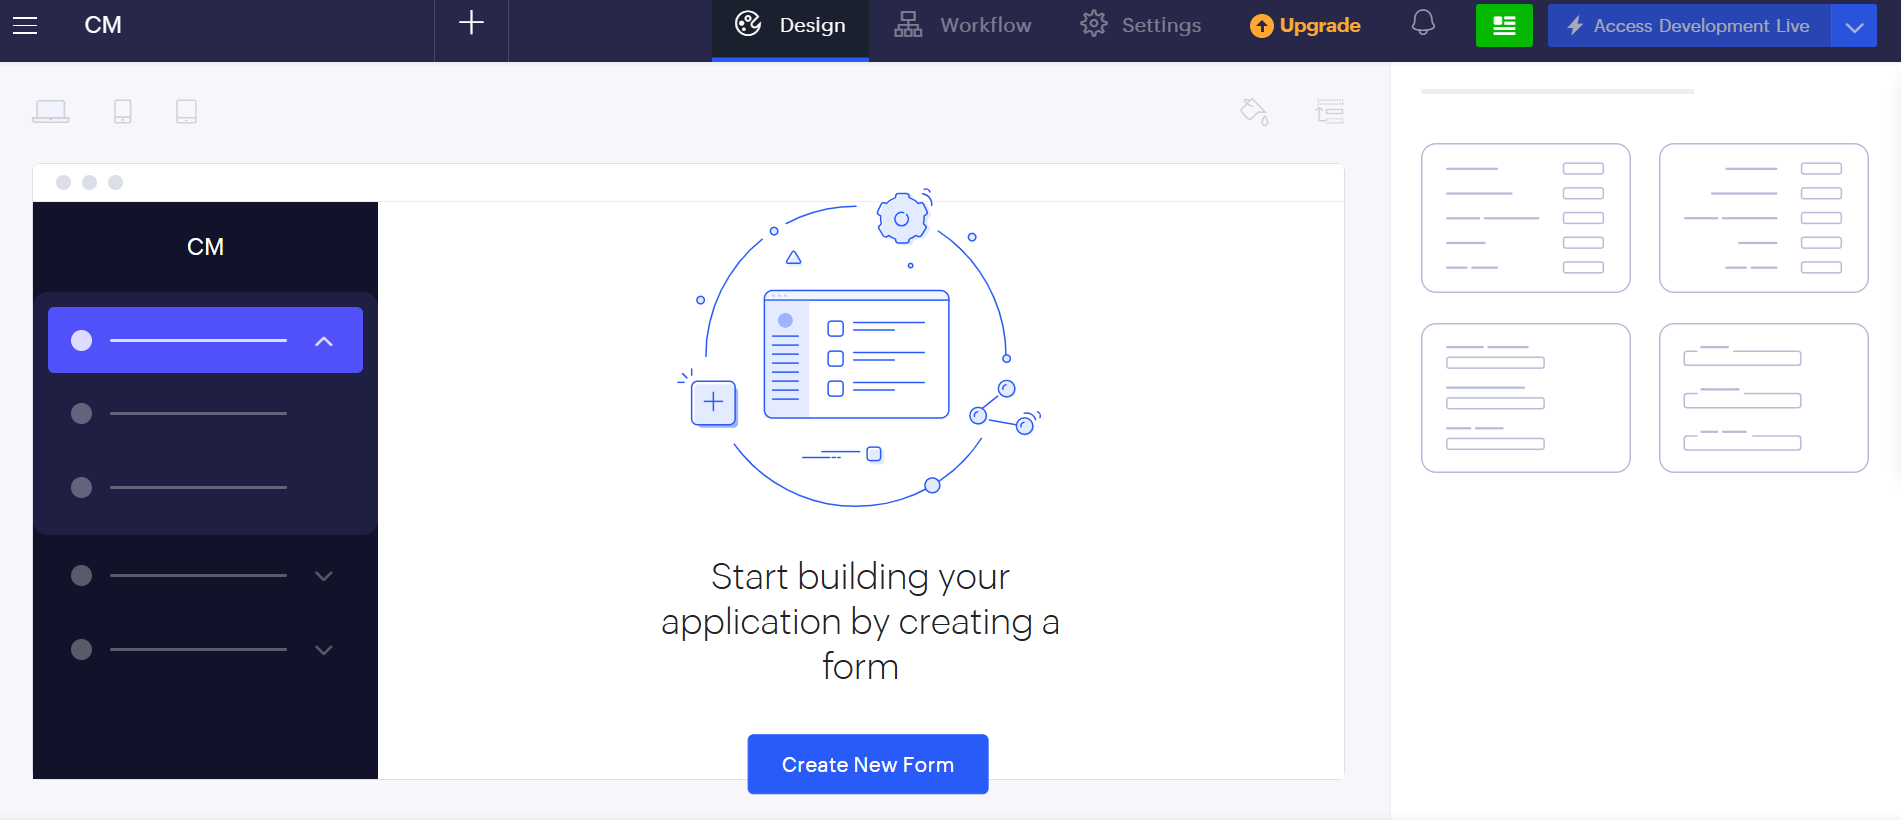 CM
Design
Workflow
Settings
Upgrade
Access Development Live
CM
Start building your
application by creating a
form
Create New Form